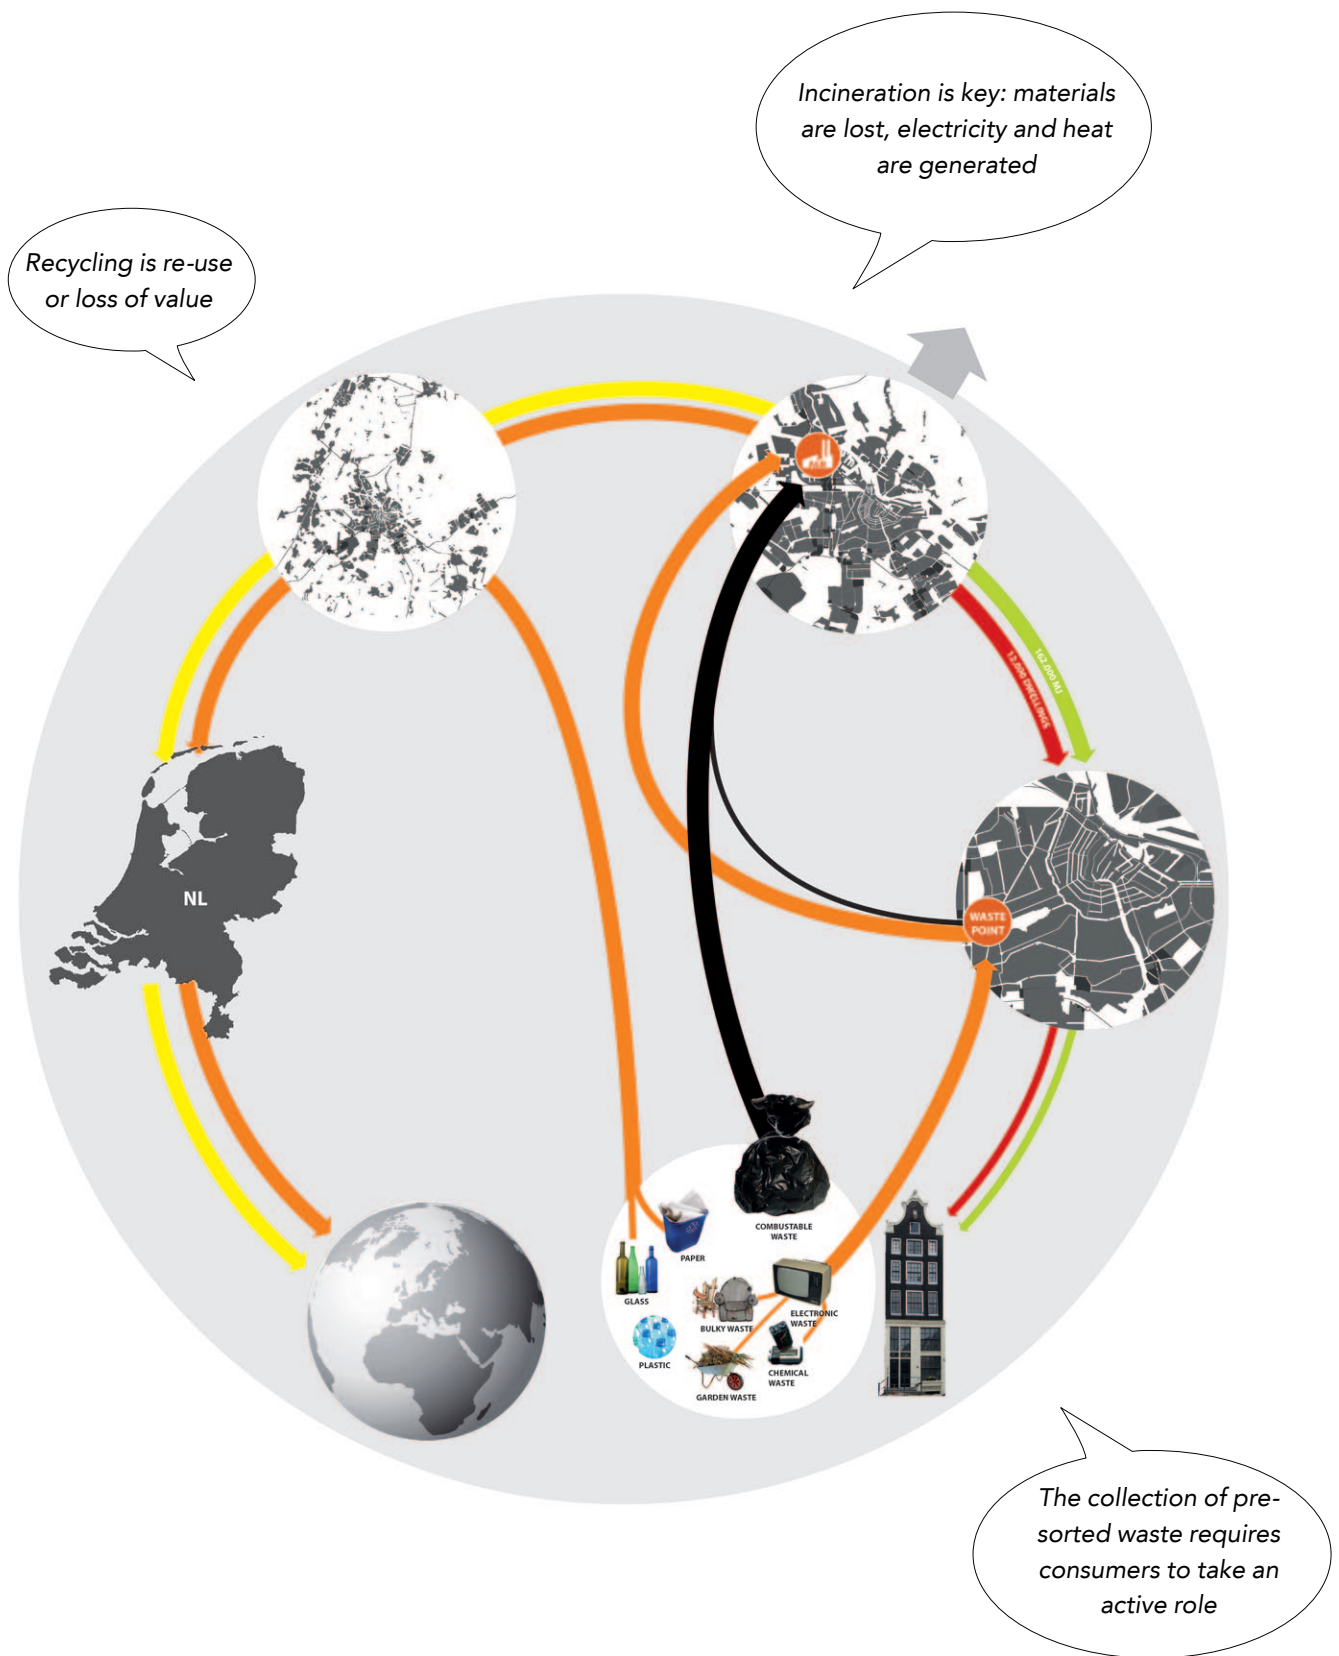 Incineration is key: materials
are lost, electricity and heat
are generated
Recycling is re-use
or loss of value
162.000 MJ
12,000 DWELLINGS
NL
WASTE
POINT
COMBUSTABLE
WASTE
PAPER
GLASS
ELECTRONIC
WASTE
BULKY WASTE
PLASTIC
CHEMICAL
WASTE
GARDEN WASTE
The collection of pre-
sorted waste requires
consumers to take an
active role